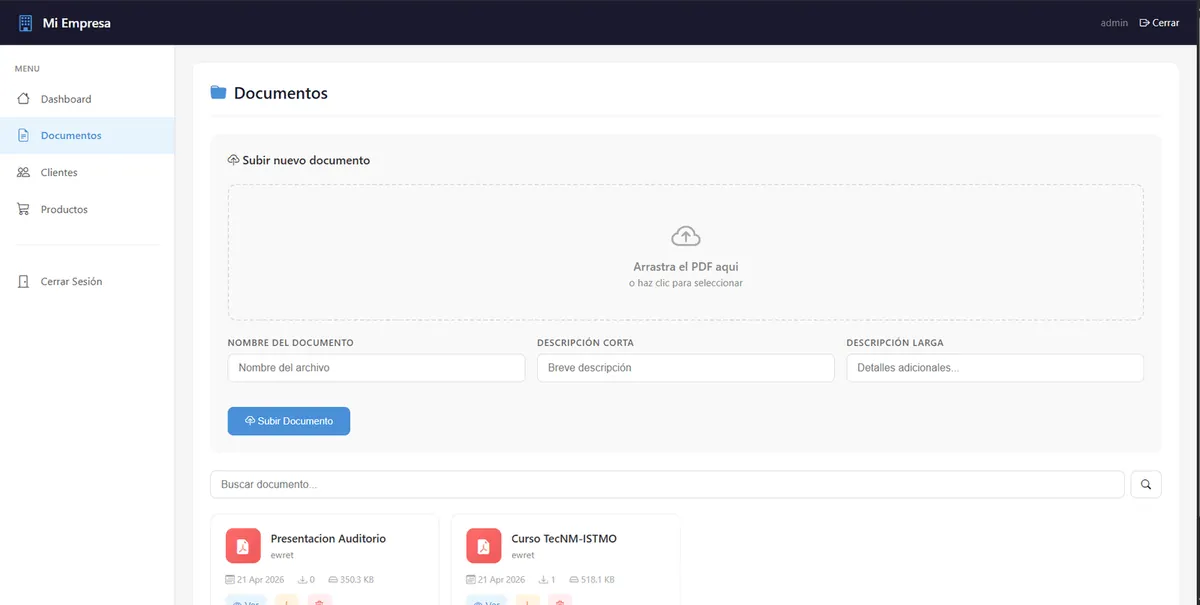 Mi Empresa
admin Cerrar
MENU
Dashboard
Documentos
Clientes
Productos
Cerrar Sesión
Documentos
Subir nuevo documento
Arrastra el PDF aqui
o haz clic para seleccionar
NOMBRE DEL DOCUMENTO
Nombre del archivo
DESCRIPCIÓN CORTA
Breve descripción
DESCRIPCIÓN LARGA
Detalles adicionales...
Subir Documento
Buscar documento...
Presentacion Auditorio
ewret
21 Apr 2026 0 350.3 KB
Ver
Curso TecNM-ISTMO
ewret
21 Apr 2026 1 518.1 KB
Ver